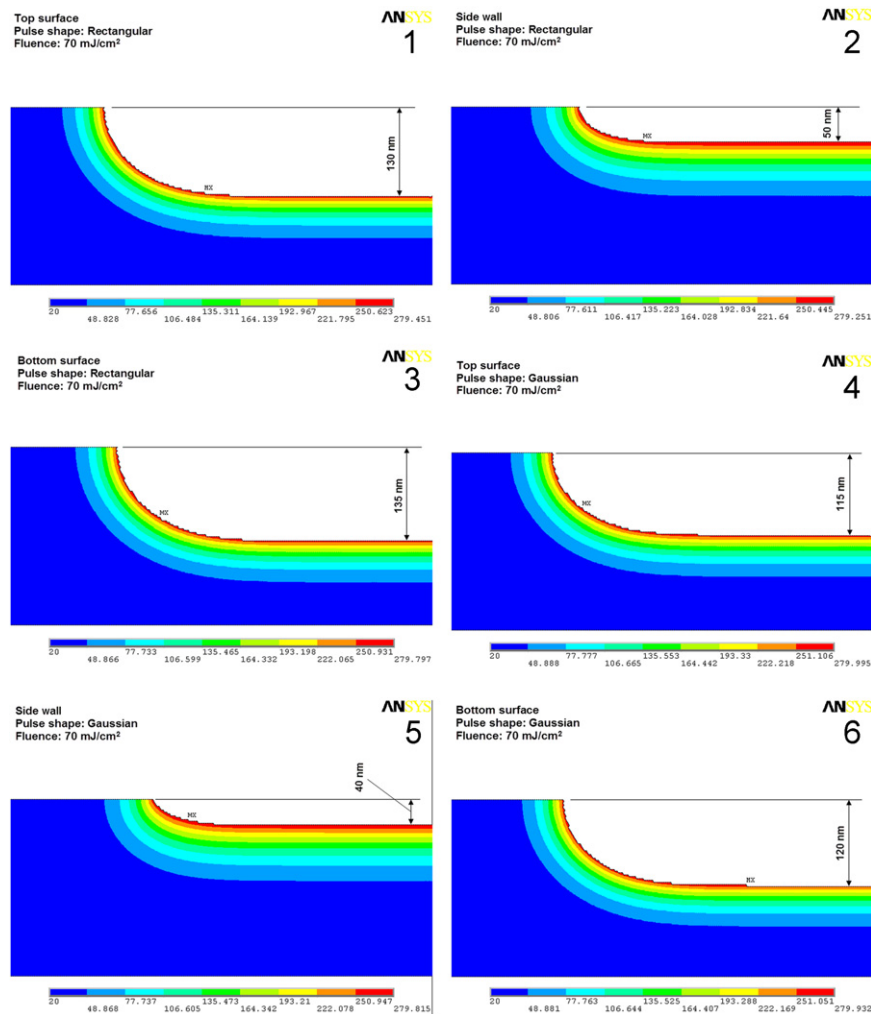 Top surface
Pulse shape: Rectangular
Fluence: 70 mJ/cm²
ANSYS
1
130 nm
MX
20 77.656 135.311 192.967 250.623
48.828 106.484 164.139 221.795 279.451
Side wall
Pulse shape: Rectangular
Fluence: 70 mJ/cm²
ANSYS
2
50 nm
MX
20 77.611 135.223 192.834 250.445
48.806 106.417 164.028 221.64 279.251
Bottom surface
Pulse shape: Rectangular
Fluence: 70 mJ/cm²
ANSYS
3
135 nm
MX
20 77.733 135.465 193.198 250.931
48.866 106.599 164.332 222.065 279.797
Top surface
Pulse shape: Gaussian
Fluence: 70 mJ/cm²
ANSYS
4
115 nm
MX
20 77.777 135.553 193.33 251.106
48.888 106.665 164.442 222.218 279.995
Side wall
Pulse shape: Gaussian
Fluence: 70 mJ/cm²
ANSYS
5
40 nm
MX
20 77.737 135.473 193.21 250.947
48.868 106.605 164.342 222.078 279.815
Bottom surface
Pulse shape: Gaussian
Fluence: 70 mJ/cm²
ANSYS
6
120 nm
MX
20 77.763 135.525 193.288 251.051
48.881 106.644 164.407 222.169 279.932